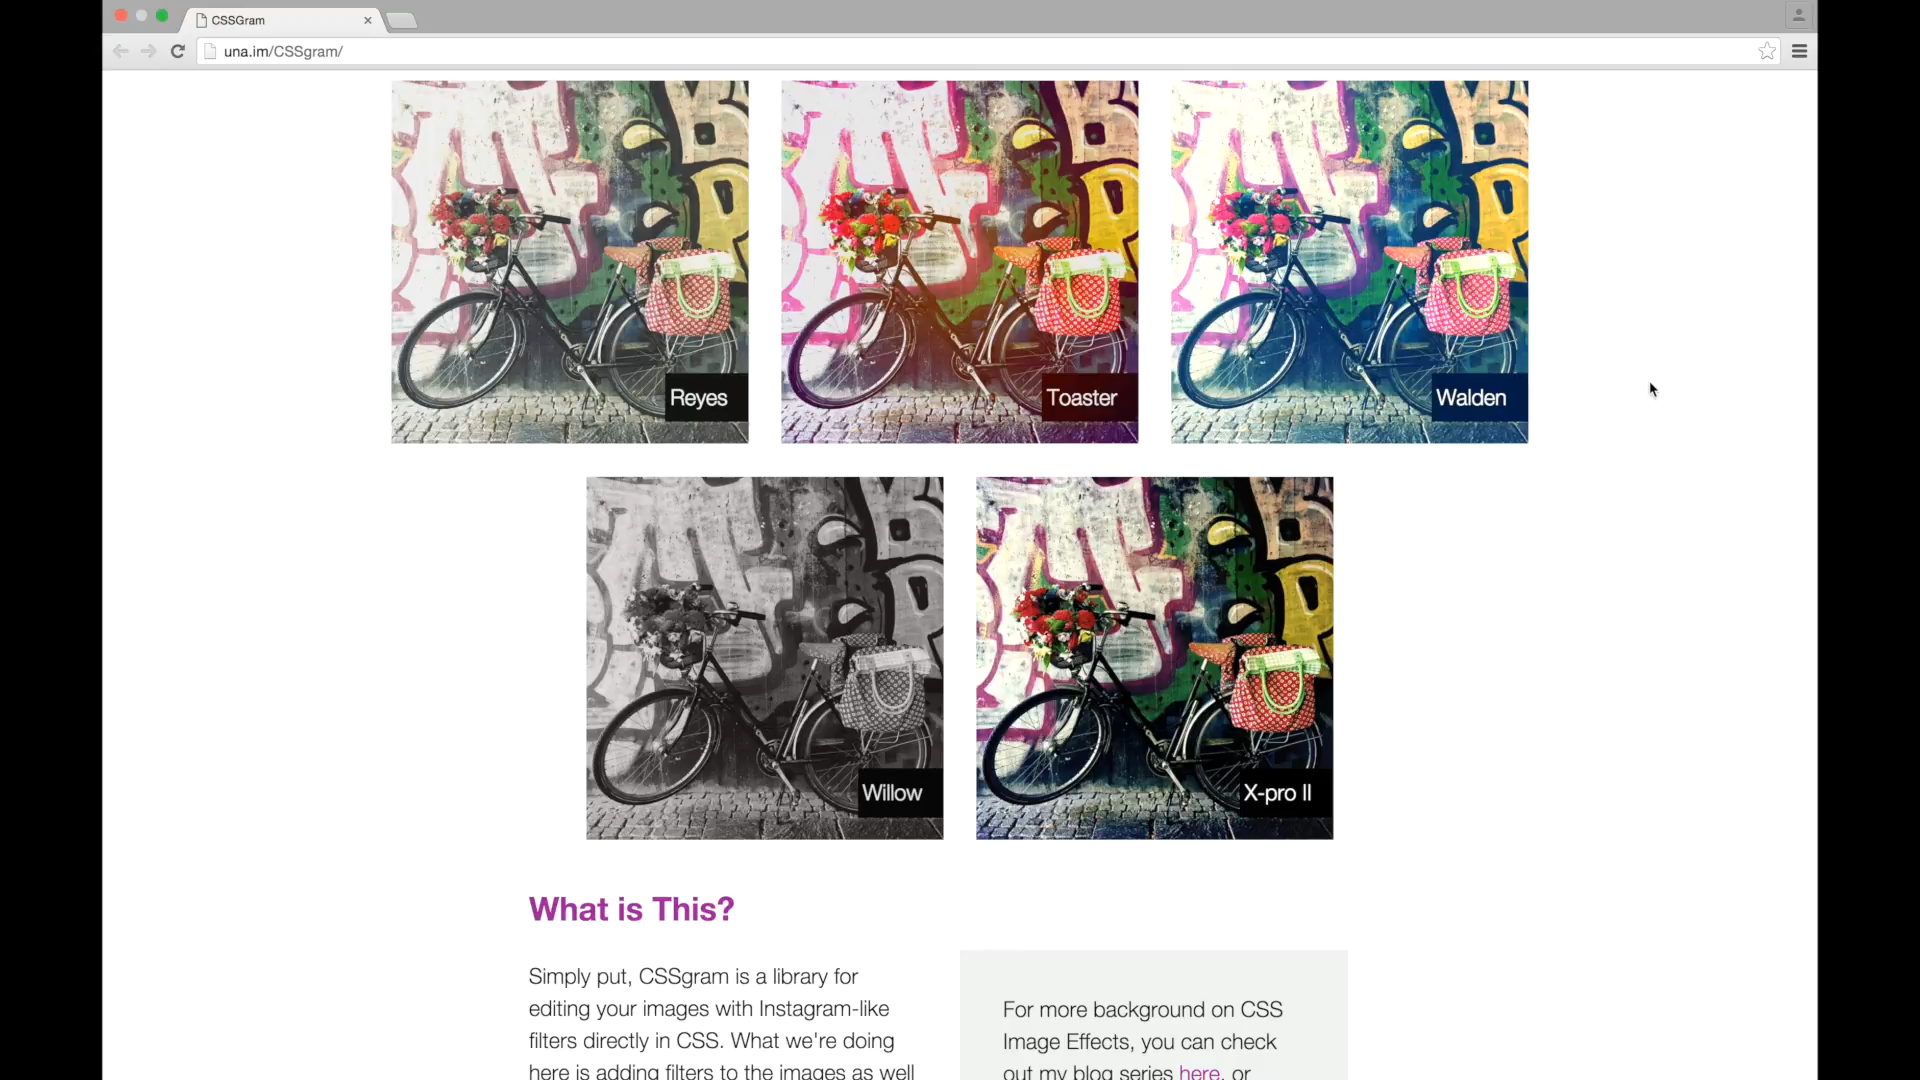 CSSGram
una.im/CSSgram/
Reyes
Toaster
Walden
Willow
X-pro II
What is This?
Simply put, CSSgram is a library for
editing your images with Instagram-like
filters directly in CSS. What we're doing
here is adding filters to the images as well
For more background on CSS
Image Effects, you can check
out my blog series here, or